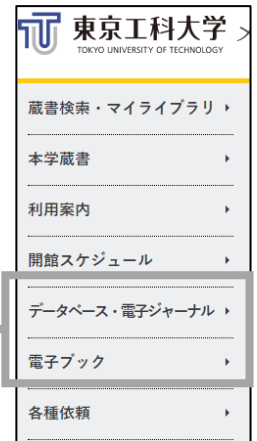 東京工科大学
TOKYO UNIVERSITY OF TECHNOLOGY
蔵書検索・マイライブラリ
本学蔵書
利用案内
開館スケジュール
データベース・電子ジャーナル
電子ブック
各種依頼